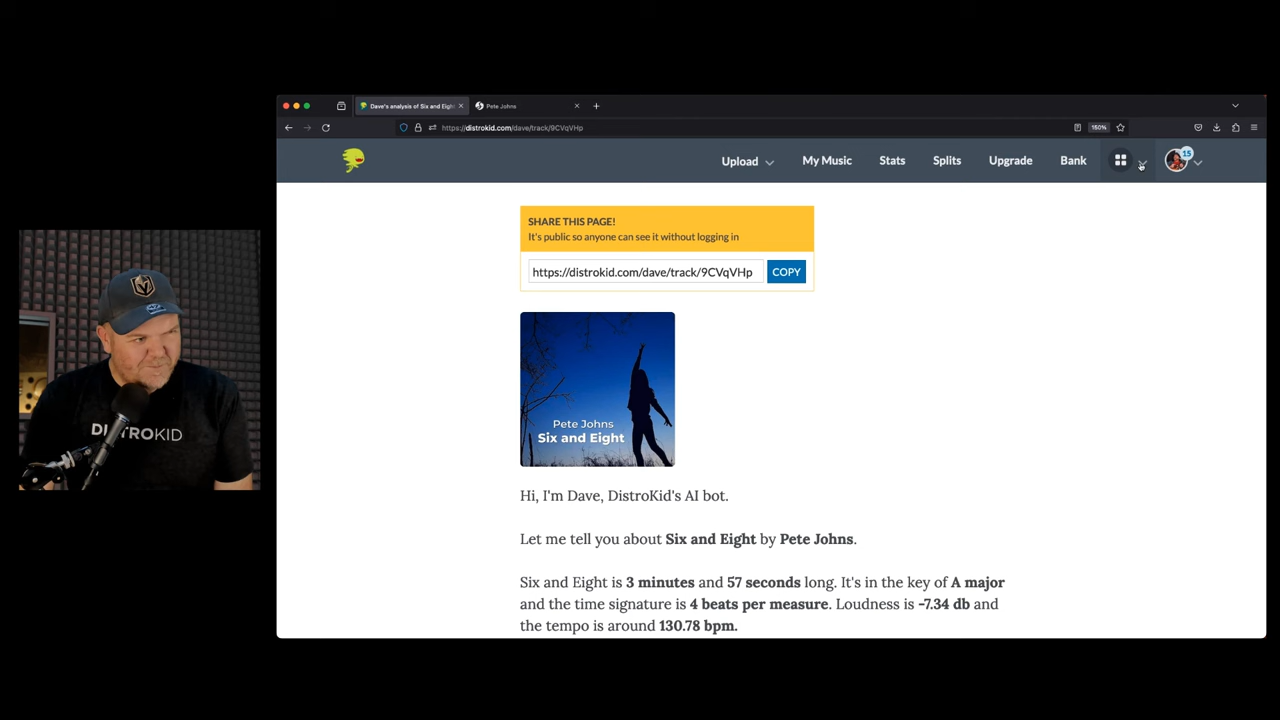 Dave's analysis of Six and Eigh
Pete Johns
https://distrokid.com/dave/track/9CVqVHp
150%
Upload
My Music
Stats
Splits
Upgrade
Bank
15
SHARE THIS PAGE!
It's public so anyone can see it without logging in
https://distrokid.com/dave/track/9CVqVHp
COPY
Pete Johns
Six and Eight
DISTROKID
Hi, I'm Dave, DistroKid's AI bot.
Let me tell you about Six and Eight by Pete Johns.
Six and Eight is 3 minutes and 57 seconds long. It's in the key of A major
and the time signature is 4 beats per measure. Loudness is -7.34 db and
the tempo is around 130.78 bpm.